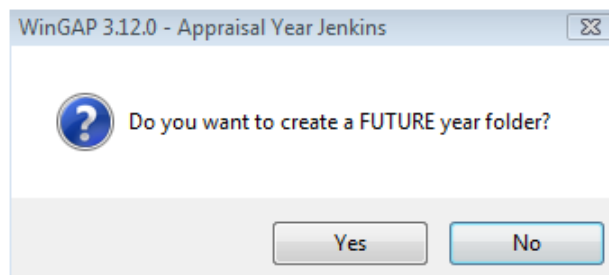 WinGAP 3.12.0 - Appraisal Year Jenkins
Do you want to create a FUTURE year folder?
Yes
No